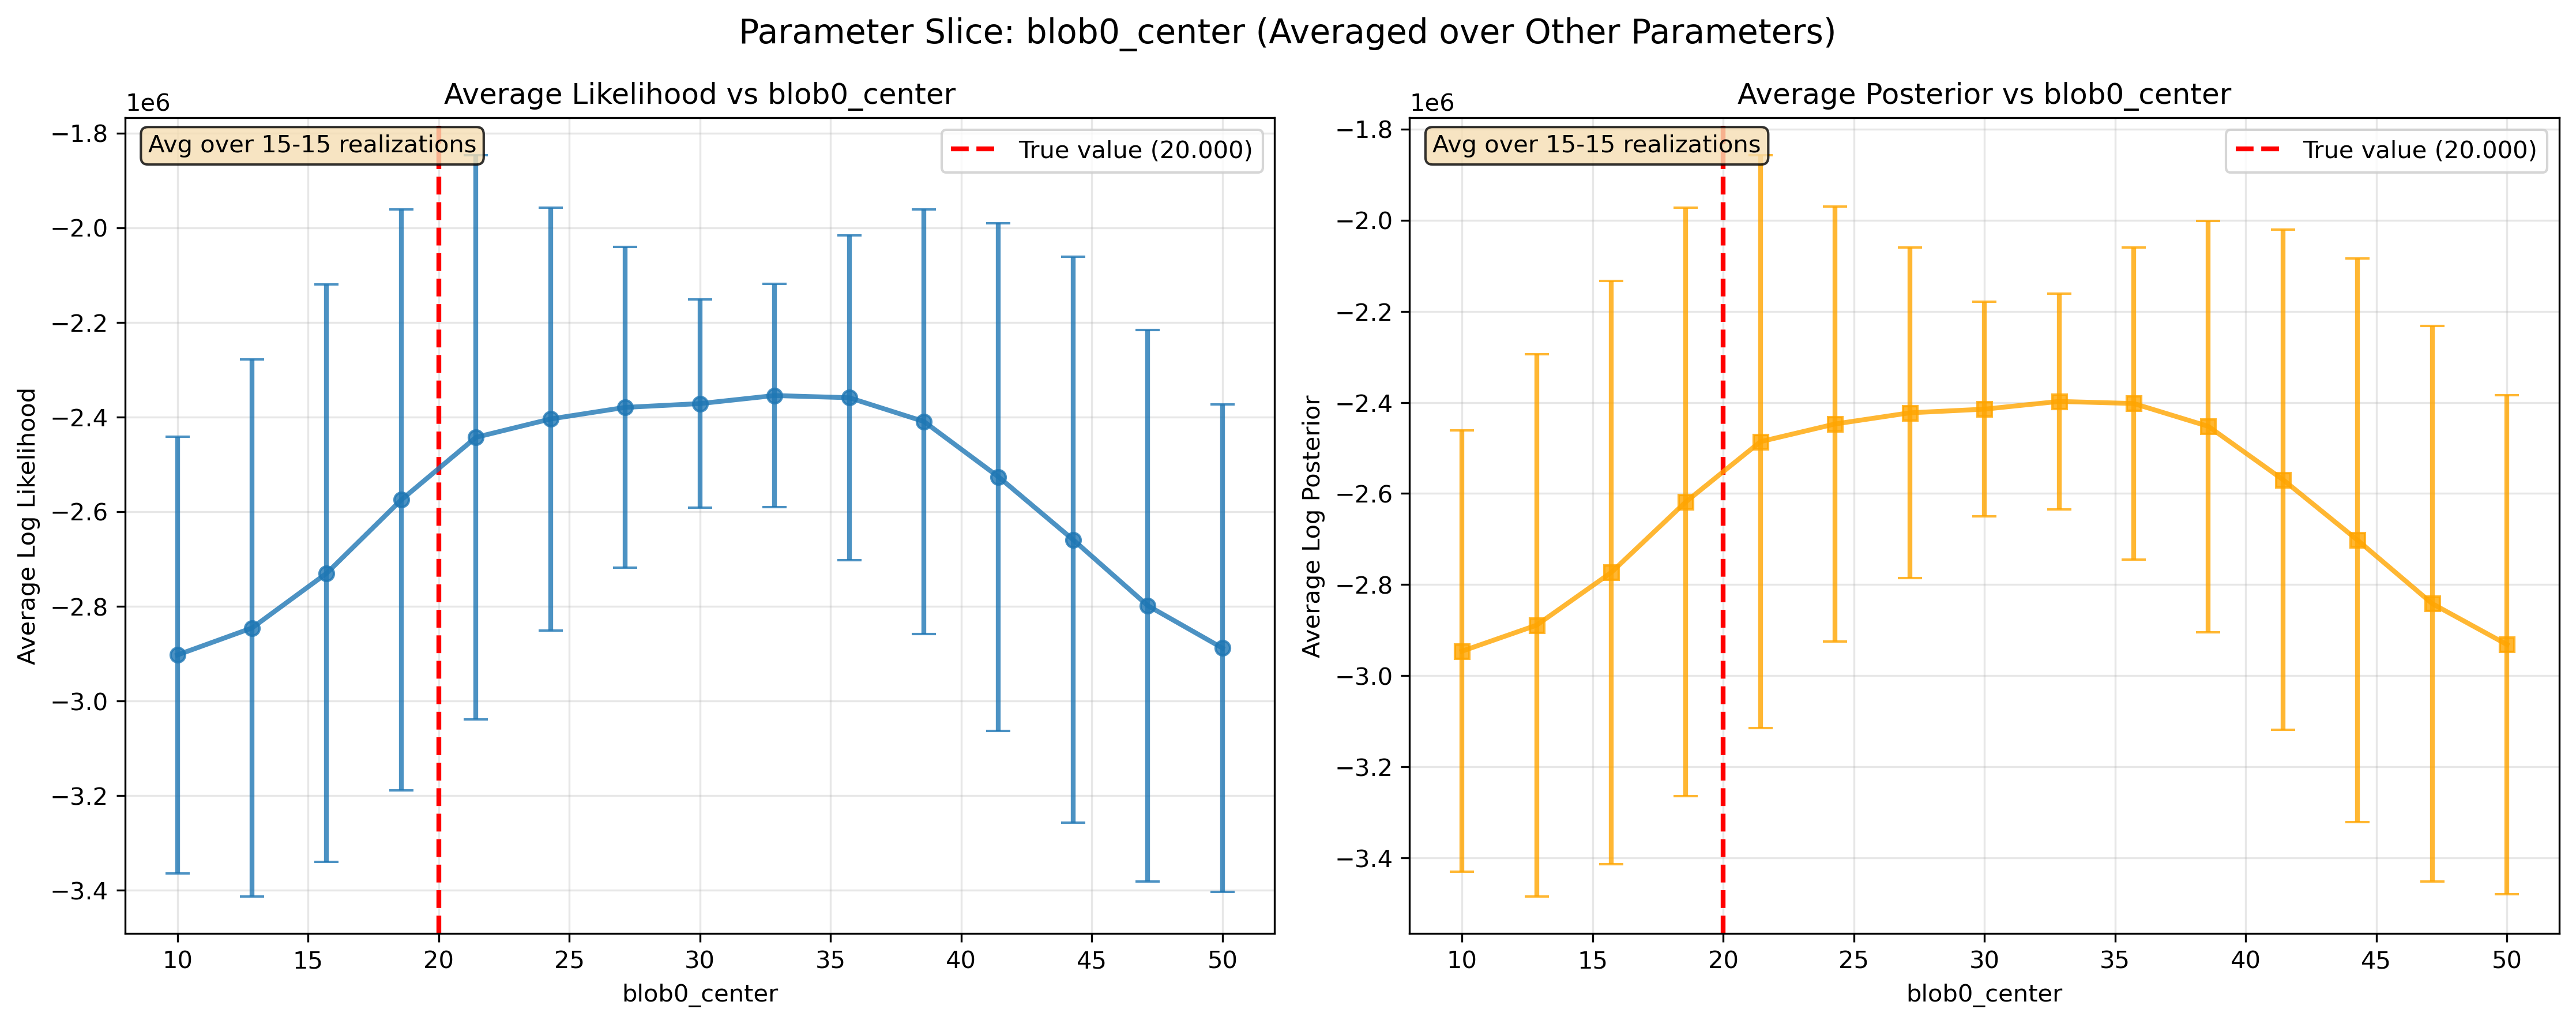 Parameter Slice: blob0_center (Averaged over Other Parameters)
Average Likelihood vs blob0_center
1e6
Avg over 15-15 realizations
True value (20.000)
−1.8
−2.0
−2.2
−2.4
−2.6
−2.8
−3.0
−3.2
−3.4
Average Log Likelihood
10 15 20 25 30 35 40 45 50
blob0_center
Average Posterior vs blob0_center
1e6
Avg over 15-15 realizations
True value (20.000)
−1.8
−2.0
−2.2
−2.4
−2.6
−2.8
−3.0
−3.2
−3.4
Average Log Posterior
10 15 20 25 30 35 40 45 50
blob0_center